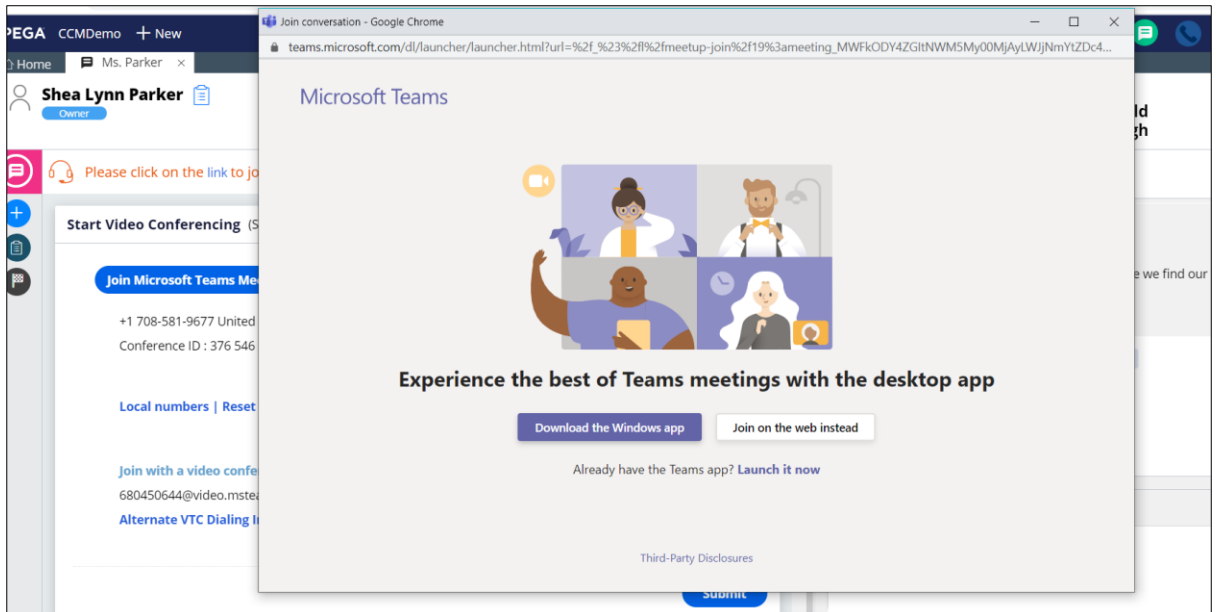 Join conversation - Google Chrome
PEGA CCMDemo + New
teams.microsoft.com/dl/launcher/launcher.html?url=%2f_%23%2fl%2fmeetup-join%2f19%3ameeting_MWFkODY4ZGItNWM5My00MjAyLWJjNmYtZDc4...
Home
Ms. Parker ×
Shea Lynn Parker
Owner
Please click on the link to jo
Start Video Conferencing (S
Join Microsoft Teams Me
+1 708-581-9677 United
Conference ID : 376 546
Local numbers | Reset
Join with a video confe
680450644@video.mstea
Alternate VTC Dialing I
Microsoft Teams
Experience the best of Teams meetings with the desktop app
Download the Windows app
Join on the web instead
Already have the Teams app? Launch it now
Third-Party Disclosures
Submit
ld
gh
e we find our